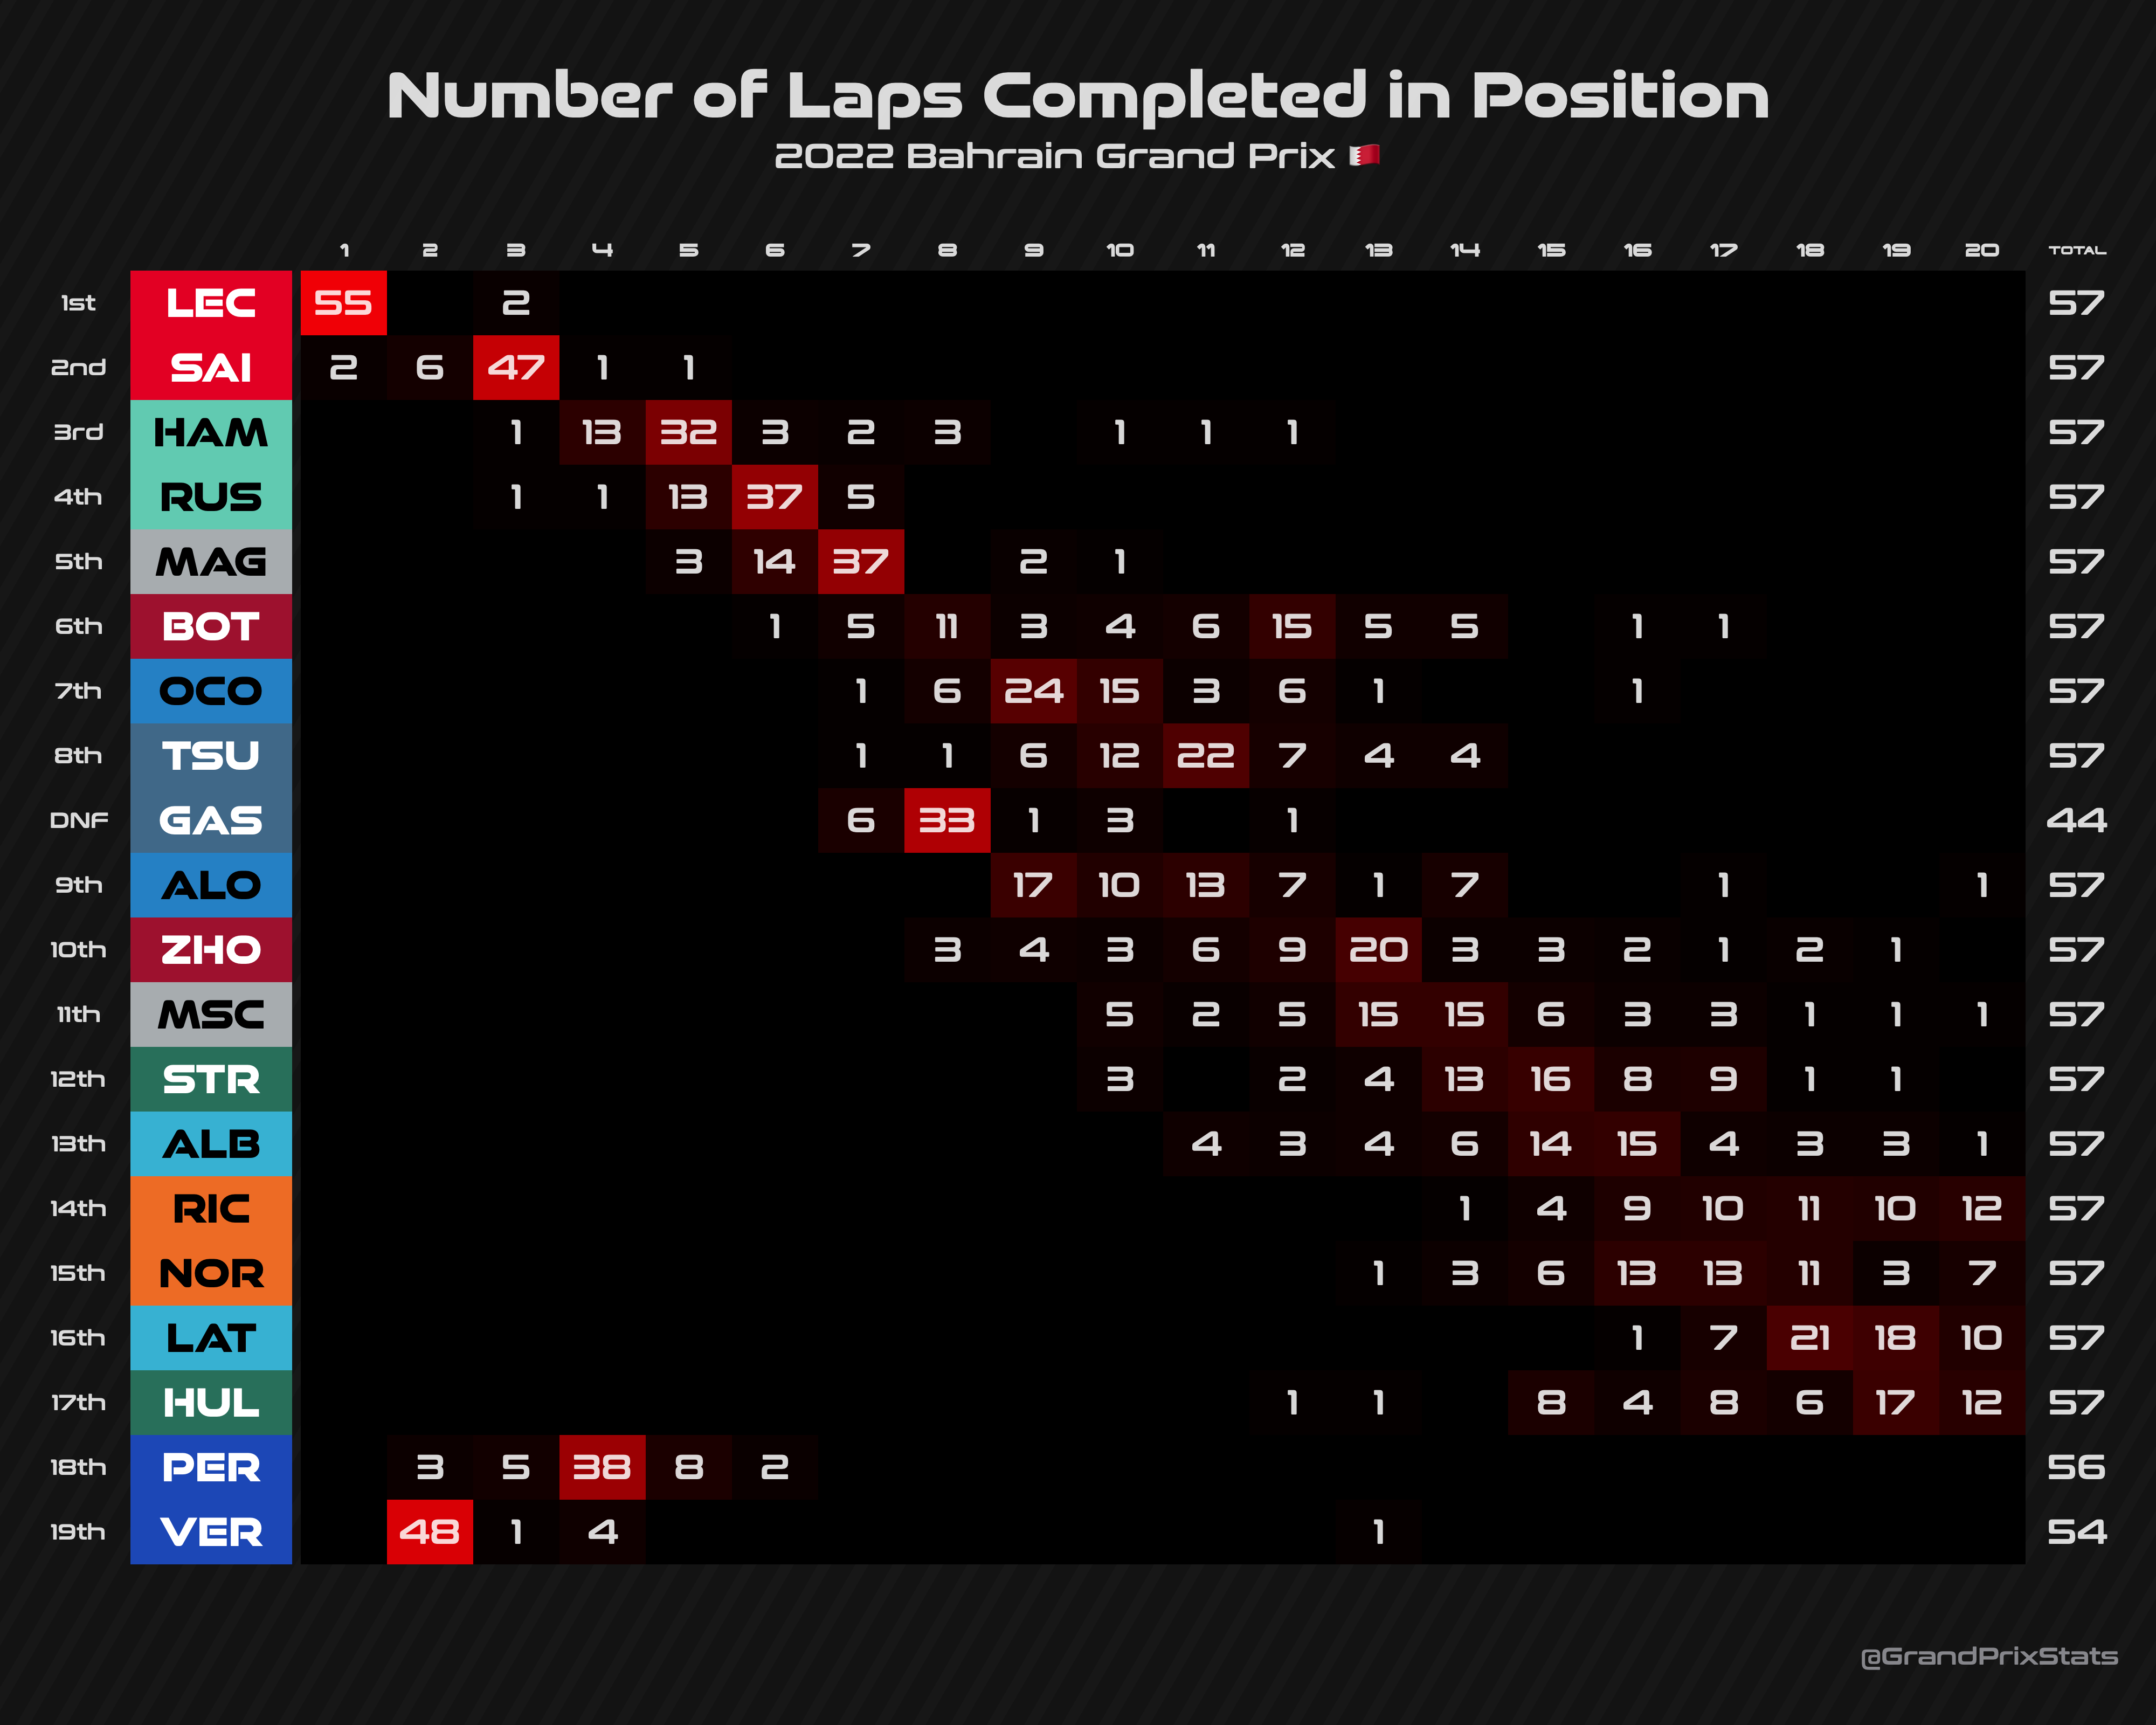 Number of Laps Completed in Position
2022 Bahrain Grand Prix
1 2 3 4 5 6 7 8 9 10 11 12 13 14 15 16 17 18 19 20 TOTAL
1st LEC 55 2 57
2nd SAI 2 6 47 1 1 57
3rd HAM 1 13 32 3 2 3 1 1 1 57
4th RUS 1 1 13 37 5 57
5th MAG 3 14 37 2 1 57
6th BOT 1 5 11 3 4 6 15 5 5 1 1 57
7th OCO 1 6 24 15 3 6 1 1 57
8th TSU 1 1 6 12 22 7 4 4 57
DNF GAS 6 33 1 3 1 44
9th ALO 17 10 13 7 1 7 1 1 57
10th ZHO 3 4 3 6 9 20 3 3 2 1 2 1 57
11th MSC 5 2 5 15 15 6 3 3 1 1 1 57
12th STR 3 2 4 13 16 8 9 1 1 57
13th ALB 4 3 4 6 14 15 4 3 3 1 57
14th RIC 1 4 9 10 11 10 12 57
15th NOR 1 3 6 13 13 11 3 7 57
16th LAT 1 7 21 18 10 57
17th HUL 1 1 8 4 8 6 17 12 57
18th PER 3 5 38 8 2 56
19th VER 48 1 4 1 54
@GrandPrixStats